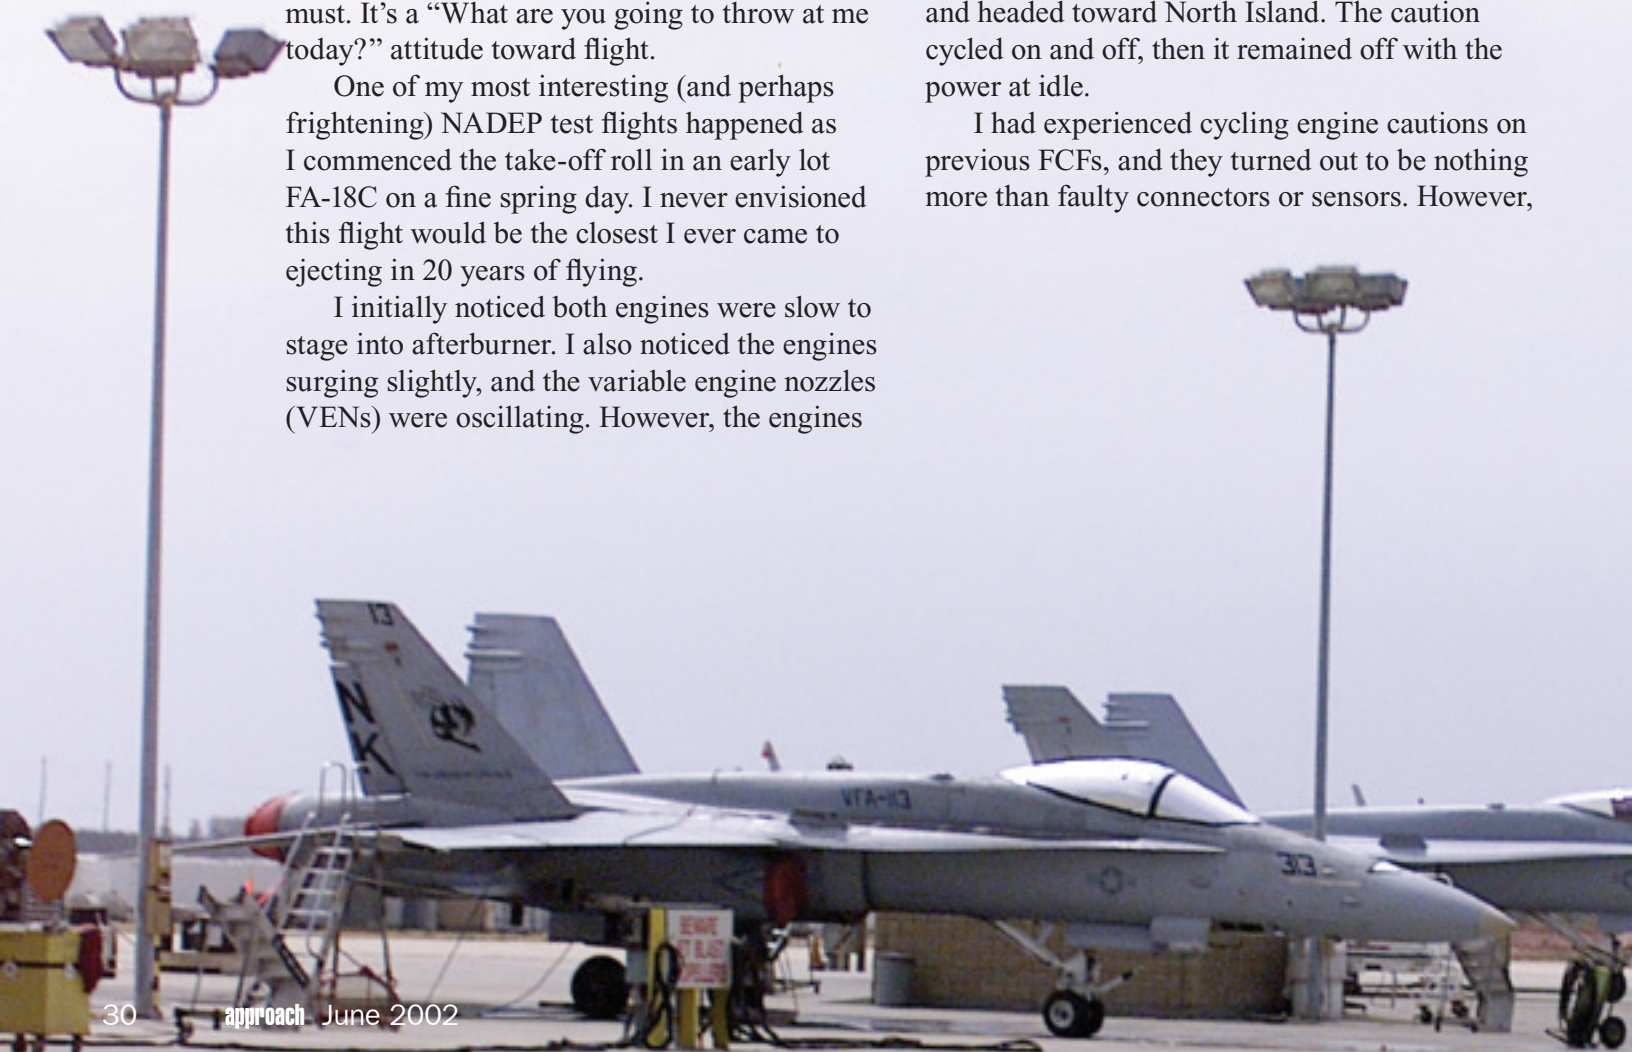 must. It’s a “What are you going to throw at me
today?” attitude toward flight.
One of my most interesting (and perhaps
frightening) NADEP test flights happened as
I commenced the take-off roll in an early lot
FA-18C on a fine spring day. I never envisioned
this flight would be the closest I ever came to
ejecting in 20 years of flying.
I initially noticed both engines were slow to
stage into afterburner. I also noticed the engines
surging slightly, and the variable engine nozzles
(VENs) were oscillating. However, the engines
and headed toward North Island. The caution
cycled on and off, then it remained off with the
power at idle.
I had experienced cycling engine cautions on
previous FCFs, and they turned out to be nothing
more than faulty connectors or sensors. However,
13
N
K
VFA-113
313
BEWARE
JET BLAST
30 approach June 2002